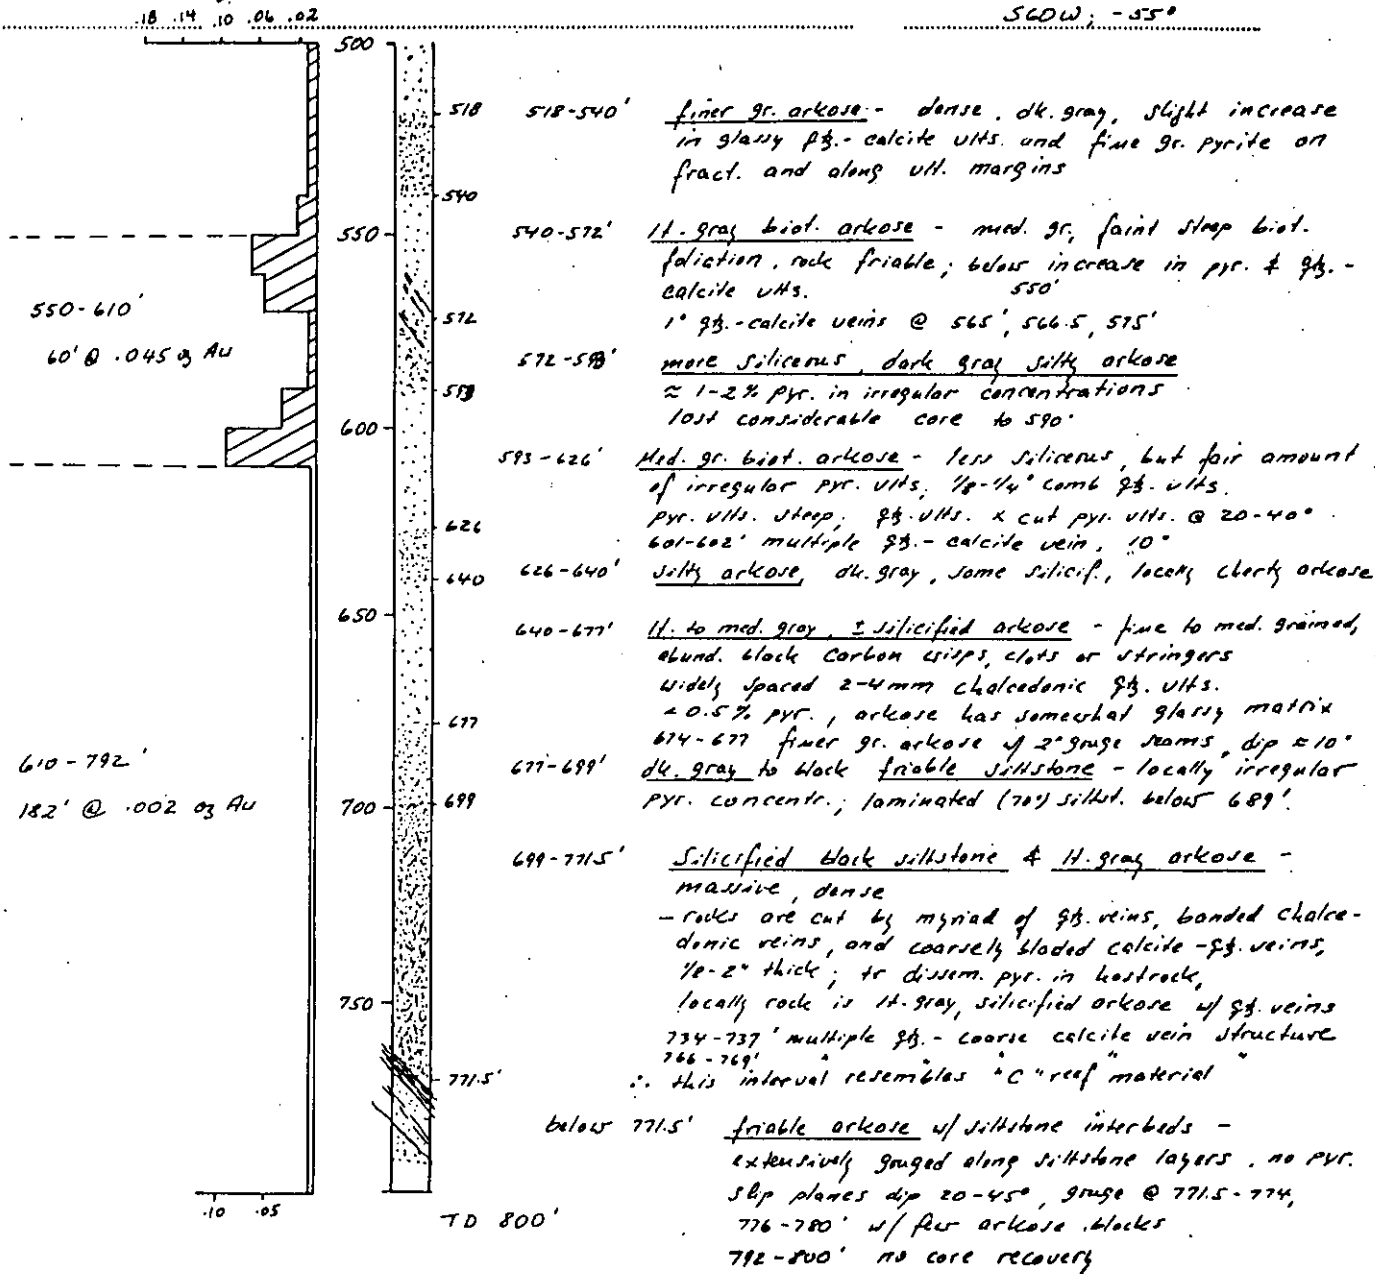 S60W; -55°
.18 .14 .10 .06 .02
500
518
518-540' finer gr. arkose - dense, dk. gray, slight increase
in glassy qtz.-calcite vlts. and fine gr. pyrite on
fract. and along vlt. margins
540
550
540-572' lt. gray biot. arkose - med. gr, faint steep biot.
foliation, rock friable; below increase in pyr. & qtz.-
calcite vlts. 550'
1" qtz.-calcite veins @ 565', 566.5, 575'
550-610'
60' @ .045 oz Au
572
572-593' more silicerus, dark gray silty arkose
≈ 1-2% pyr. in irregular concentrations
lost considerable core to 590'
593
600
593-626' Med. gr. biot. arkose - less silicerus, but fair amount
of irregular pyr. vlts, 1/8-1/4" comb qtz. vlts.
pyr. vlts. steep; qtz. vlts. x cut pyr. vlts. @ 20-40°
601-602' multiple qtz.-calcite vein, 10°
626
640
626-640' silty arkose, dk. gray, some silicif., locally cherty arkose
650
640-677' lt. to med. gray, ± silicified arkose - fine to med. grained,
abund. black carbon wisps, clots or stringers
widely spaced 2-4mm chalcedonic qtz. vlts.
<0.5% pyr., arkose has somewhat glassy matrix
674-677 finer gr. arkose w/ 2" gouge seams, dip ≈ 10°
677
610-792'
182' @ .002 oz Au
677-699' dk. gray to black friable siltstone - locally irregular
pyr. concentr.; laminated (70°) siltst. below 689'
699
700
699-771.5' Silicified black siltstone & lt. gray arkose -
massive, dense
- rocks are cut by myriad of qtz. veins, banded chalce-
donic veins, and coarsely bladed calcite-qtz. veins,
1/8-2" thick; tr dissem. pyr. in hostrock,
locally rock is lt. gray, silicified arkose w/ qtz. veins
750
734-737' multiple qtz.- coarse calcite vein structure
766-769' " " "
∴ this interval resembles "C" reef material
771.5'
below 771.5' friable arkose w/ siltstone interbeds -
extensively gouged along siltstone layers, no pyr.
slip planes dip 20-45°, gouge @ 771.5-774,
776-780' w/ few arkose blocks
792-800' no core recovery
.10 .05
TD 800'